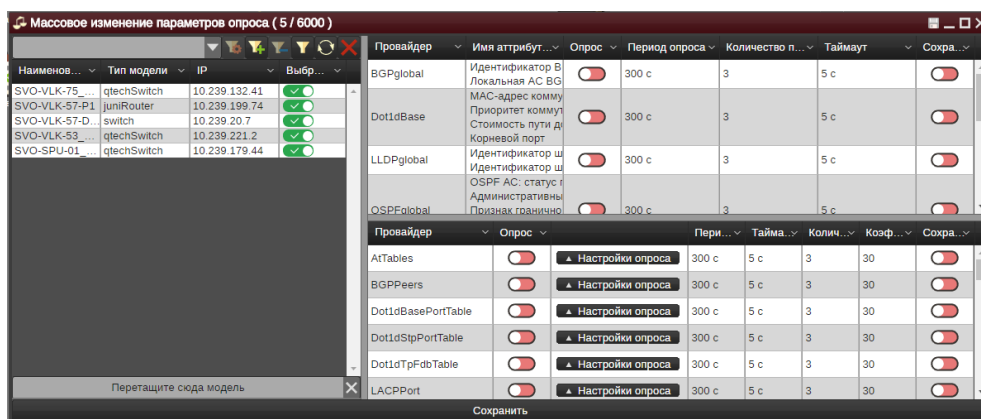 Массовое изменение параметров опроса ( 5 / 6000 )
Наименов... Тип модели IP Выбр...
SVO-VLK-75_... qtechSwitch 10.239.132.41
SVO-VLK-57-P1 juniRouter 10.239.199.74
SVO-VLK-57-D... switch 10.239.20.7
SVO-VLK-53_... qtechSwitch 10.239.221.2
SVO-SPU-01_... qtechSwitch 10.239.179.44
Перетащите сюда модель
Провайдер Имя аттрибут... Опрос Период опроса Количество п... Таймаут Сохра...
BGPglobal Идентификатор В 300 с 3 5 с
Локальная АС BG
Dot1dBase МАС-адрес комму 300 с 3 5 с
Приоритет коммут
Стоимость пути д
Корневой порт
LLDPglobal Идентификатор ш 300 с 3 5 с
Идентификатор ш
OSPFglobal OSPF АС: статус 300 с 3 5 с
Административны
Признак гранично
Провайдер Опрос Пери... Тайма... Колич... Коэф... Сохра...
AtTables Настройки опроса 300 с 5 с 3 30
BGPPeers Настройки опроса 300 с 5 с 3 30
Dot1dBasePortTable Настройки опроса 300 с 5 с 3 30
Dot1dStpPortTable Настройки опроса 300 с 5 с 3 30
Dot1dTpFdbTable Настройки опроса 300 с 5 с 3 30
LACPPort Настройки опроса 300 с 5 с 3 30
Сохранить